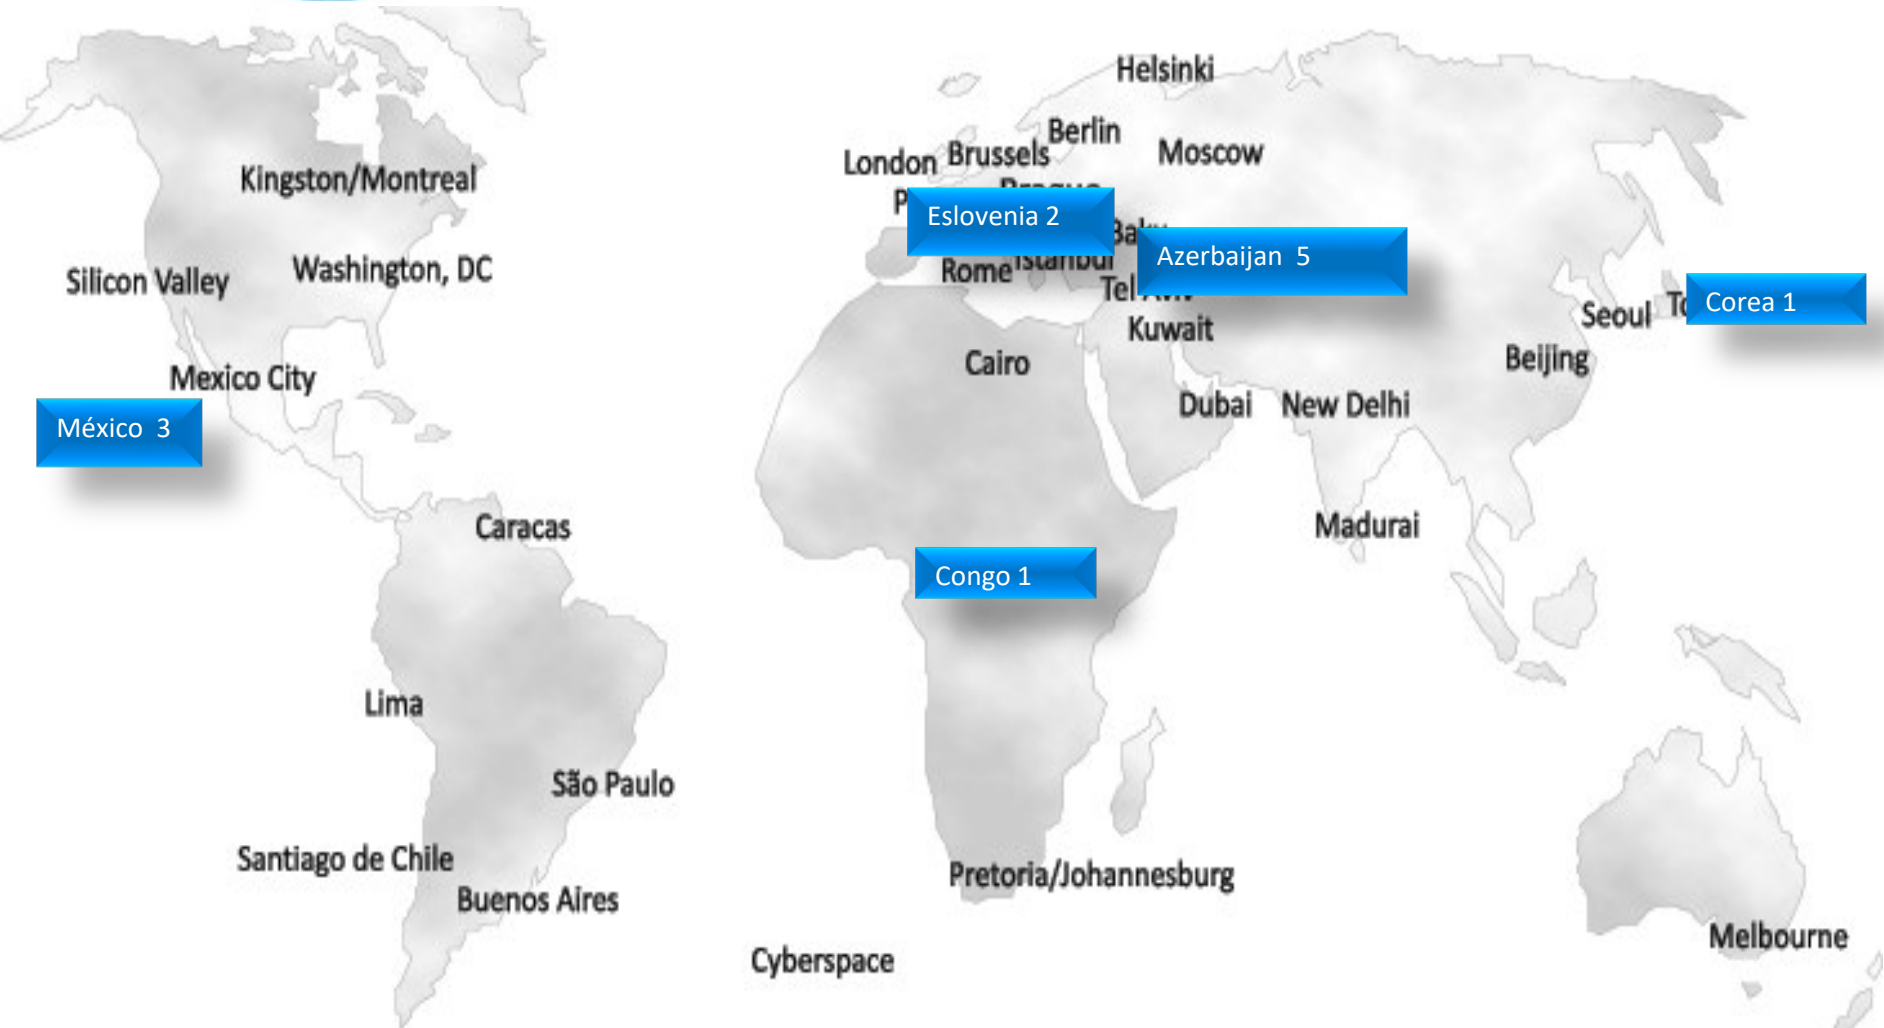 Helsinki
Berlin
London
Brussels
Moscow
Kingston/Montreal
Eslovenia 2
Azerbaijan  5
Silicon Valley
Washington, DC
Rome
Corea 1
Seoul
Kuwait
Beijing
Cairo
Mexico City
Dubai
New Delhi
México  3
Caracas
Madurai
Congo 1
Lima
São Paulo
Santiago de Chile
Pretoria/Johannesburg
Buenos Aires
Melbourne
Cyberspace